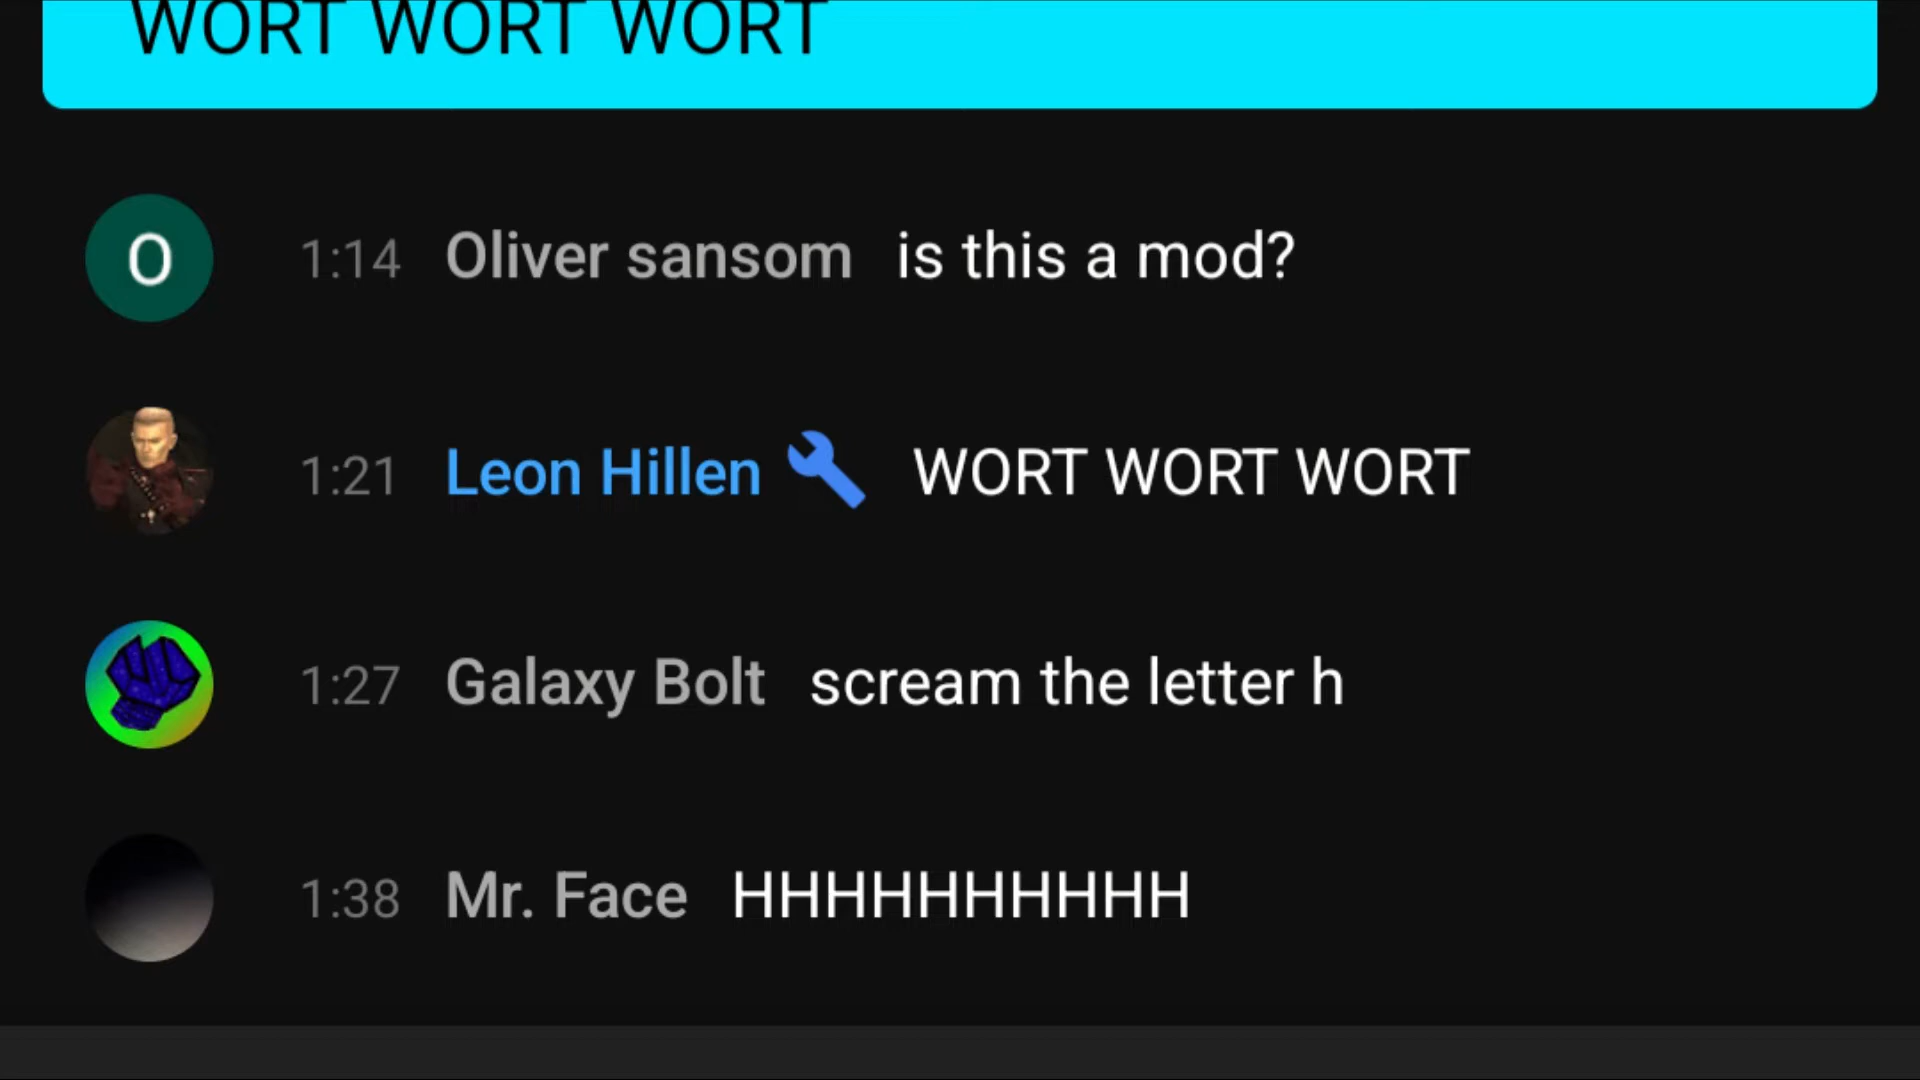 WORT WORT WORT
O 1:14 Oliver sansom is this a mod?
1:21 Leon Hillen WORT WORT WORT
1:27 Galaxy Bolt scream the letter h
1:38 Mr. Face HHHHHHHHHH